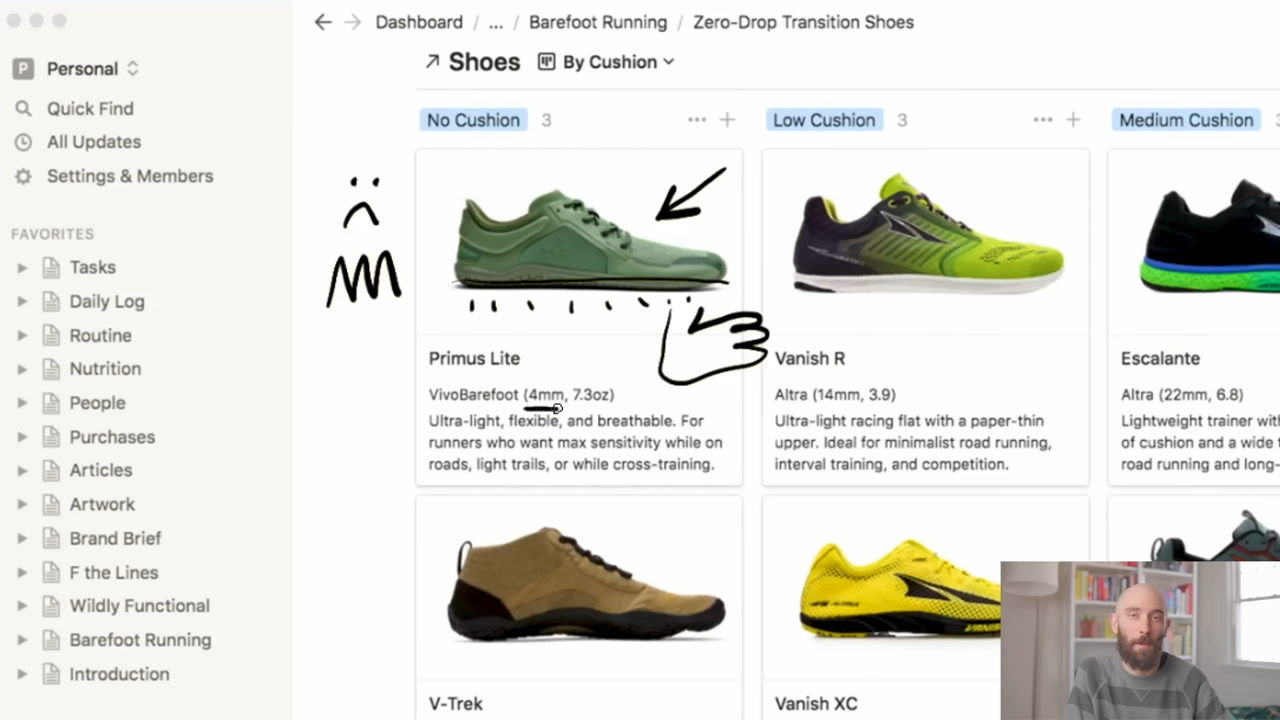 Dashboard / ... / Barefoot Running / Zero-Drop Transition Shoes
P Personal
Quick Find
All Updates
Settings & Members
FAVORITES
Tasks
Daily Log
Routine
Nutrition
People
Purchases
Articles
Artwork
Brand Brief
F the Lines
Wildly Functional
Barefoot Running
Introduction
Shoes By Cushion
No Cushion 3
Primus Lite
VivoBarefoot (4mm, 7.3oz)
Ultra-light, flexible, and breathable. For
runners who want max sensitivity while on
roads, light trails, or while cross-training.
V-Trek
Low Cushion 3
Vanish R
Altra (14mm, 3.9)
Ultra-light racing flat with a paper-thin
upper. Ideal for minimalist road running,
interval training, and competition.
Vanish XC
Medium Cushion
Escalante
Altra (22mm, 6.8)
Lightweight trainer wit
of cushion and a wide t
road running and long-